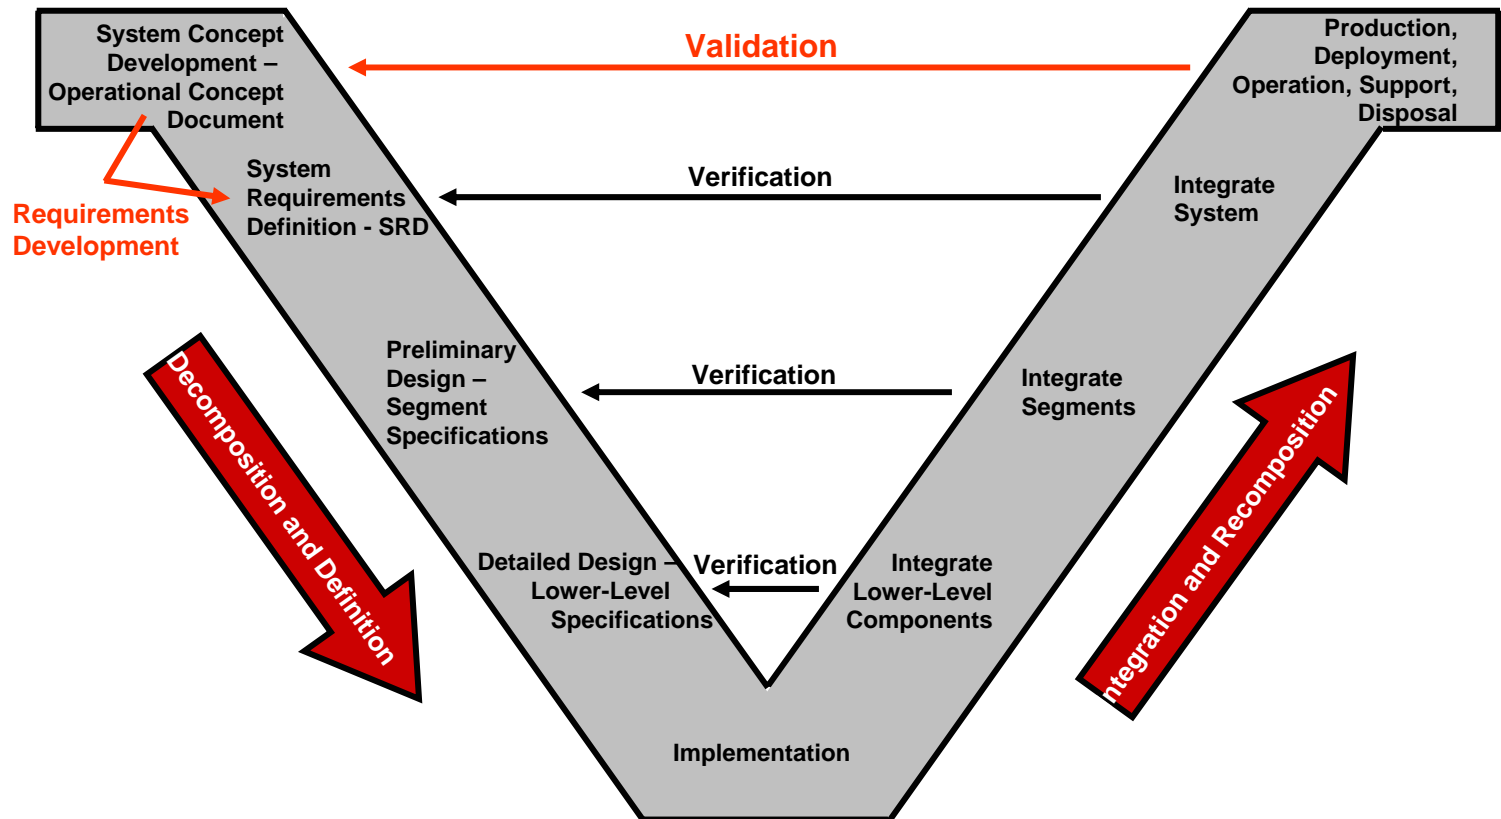 System Concept
Development –
Operational Concept
Document
Validation
Production,
Deployment,
Operation, Support,
Disposal
Requirements
Development
System
Requirements
Definition - SRD
Verification
Integrate
System
Preliminary
Design –
Segment
Specifications
Verification
Integrate
Segments
Decomposition and Definition
Detailed Design –
Lower-Level
Specifications
Verification
Integrate
Lower-Level
Components
Integration and Recomposition
Implementation